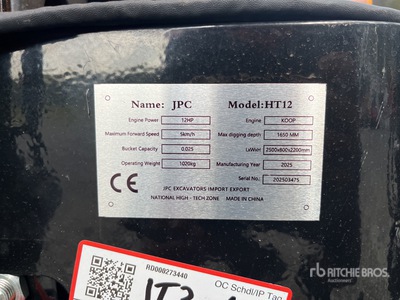 Name: JPC Model:HT12
Engine Power 12HP Engine KOOP
Maximum Forward Speed 5km/h Max digging depth 1650 MM
Bucket Capacity 0.025 LxWxH 2500x800x2200mm
Operating Weight 1020kg Manufacturing Year 2025
Serial No.: 202503475
CE
JPC EXCAVATORS IMPORT EXPORT
NATIONAL HIGH - TECH ZONE MADE IN CHINA
RD000273440
OC Schdl/IP Tag
rb RITCHIE BROS.
Auctioneers